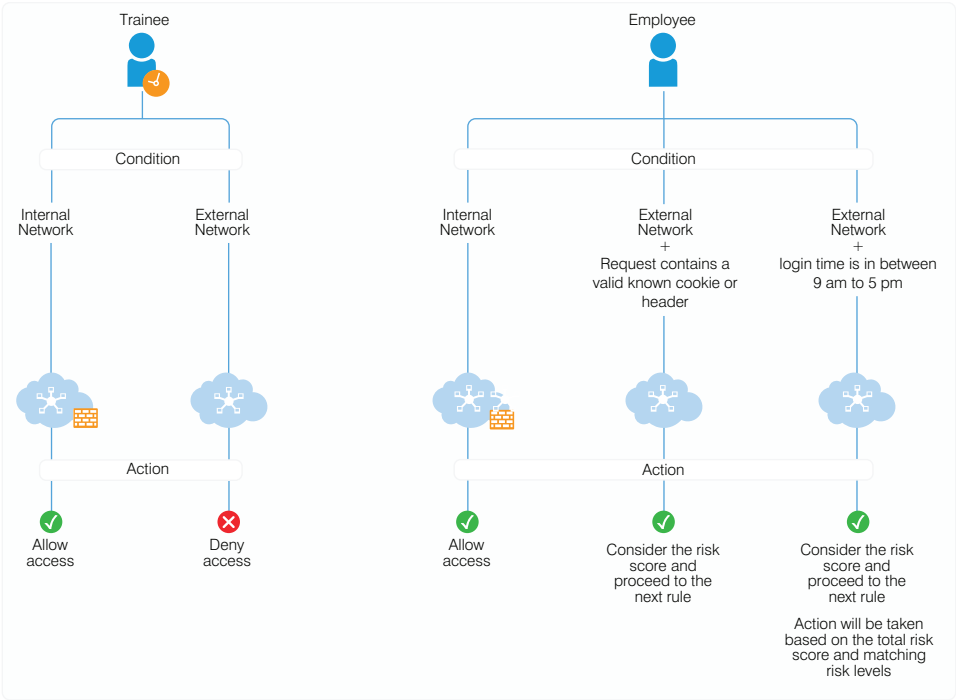 Trainee
Employee
Condition
Condition
Internal
Network
External
Network
Internal
Network
External
Network
+
Request contains a
valid known cookie or
header
External
Network
+
login time is in between
9 am to 5 pm
Action
Action
Allow
access
Deny
access
Allow
access
Consider the risk
score and
proceed to the
next rule
Consider the risk
score and
proceed to the
next rule
Action will be taken
based on the total risk
score and matching
risk levels